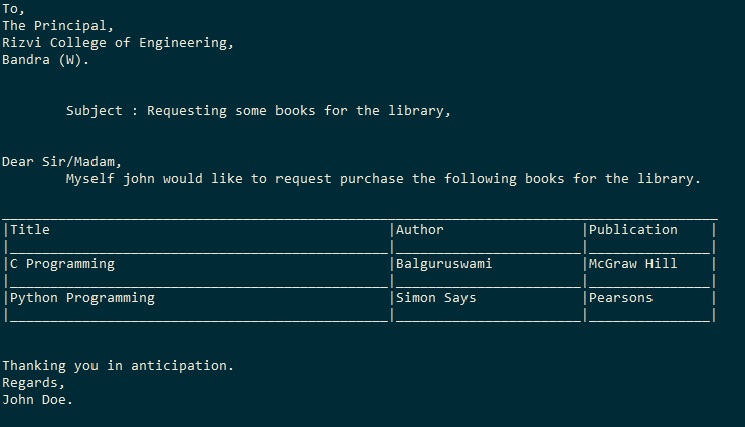 To,
The Principal,
Rizvi College of Engineering,
Bandra (W).
Subject : Requesting some books for the library,
Dear Sir/Madam,
Myself john would like to request purchase the following books for the library.
|Title |Author |Publication |
|C Programming |Balguruswami |McGraw Hill |
|Python Programming |Simon Says |Pearsons |
Thanking you in anticipation.
Regards,
John Doe.